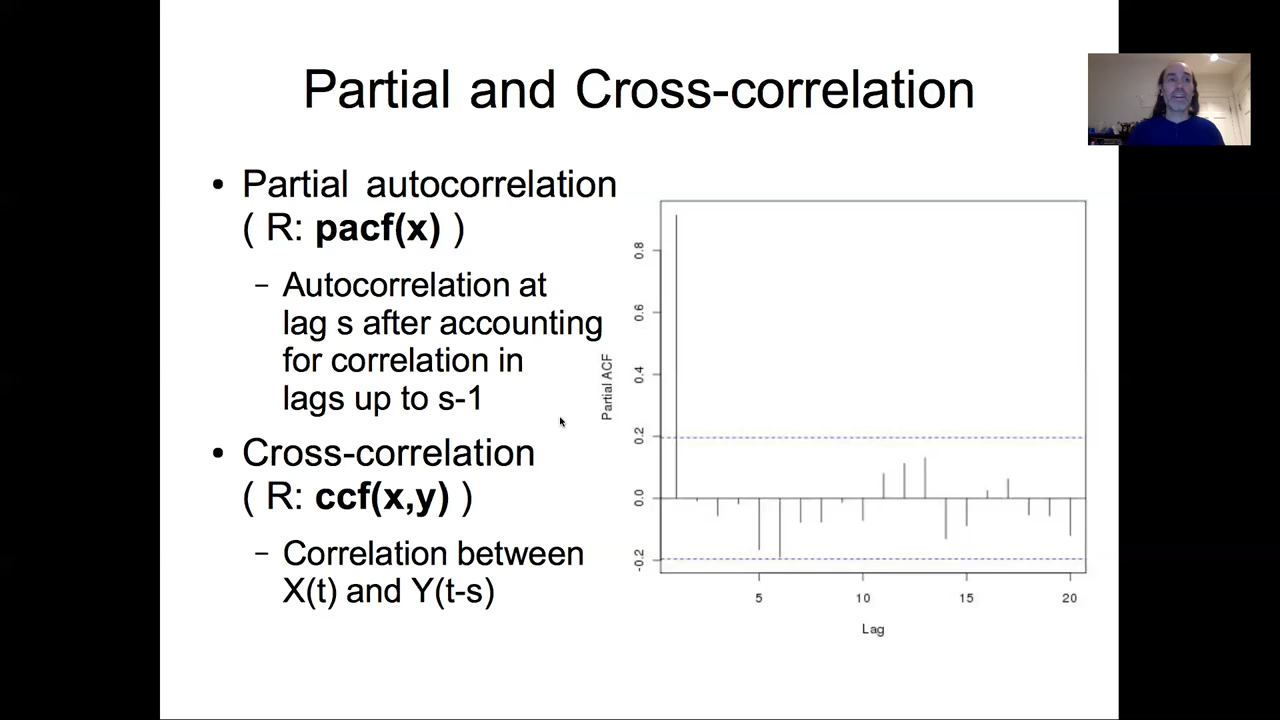 Partial and Cross-correlation
• Partial autocorrelation
( R: pacf(x) )
– Autocorrelation at
lag s after accounting
for correlation in
lags up to s-1
• Cross-correlation
( R: ccf(x,y) )
– Correlation between
X(t) and Y(t-s)
Partial ACF
0.8
0.6
0.4
0.2
0.0
-0.2
5 10 15 20
Lag